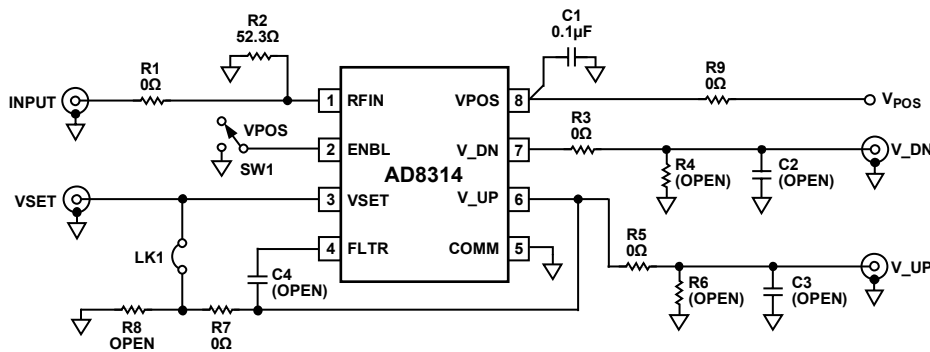 R2
52.3Ω
C1
0.1µF
R1
0Ω
R9
0Ω
INPUT
1
RFIN
VPOS
8
VPOS
R3
0Ω
VPOS
SW1
2
ENBL
V_DN
7
V_DN
AD8314
R4
(OPEN)
C2
(OPEN)
VSET
3
VSET
V_UP
6
R5
0Ω
LK1
4
FLTR
COMM
5
V_UP
C4
(OPEN)
R6
(OPEN)
C3
(OPEN)
R8
OPEN
R7
0Ω